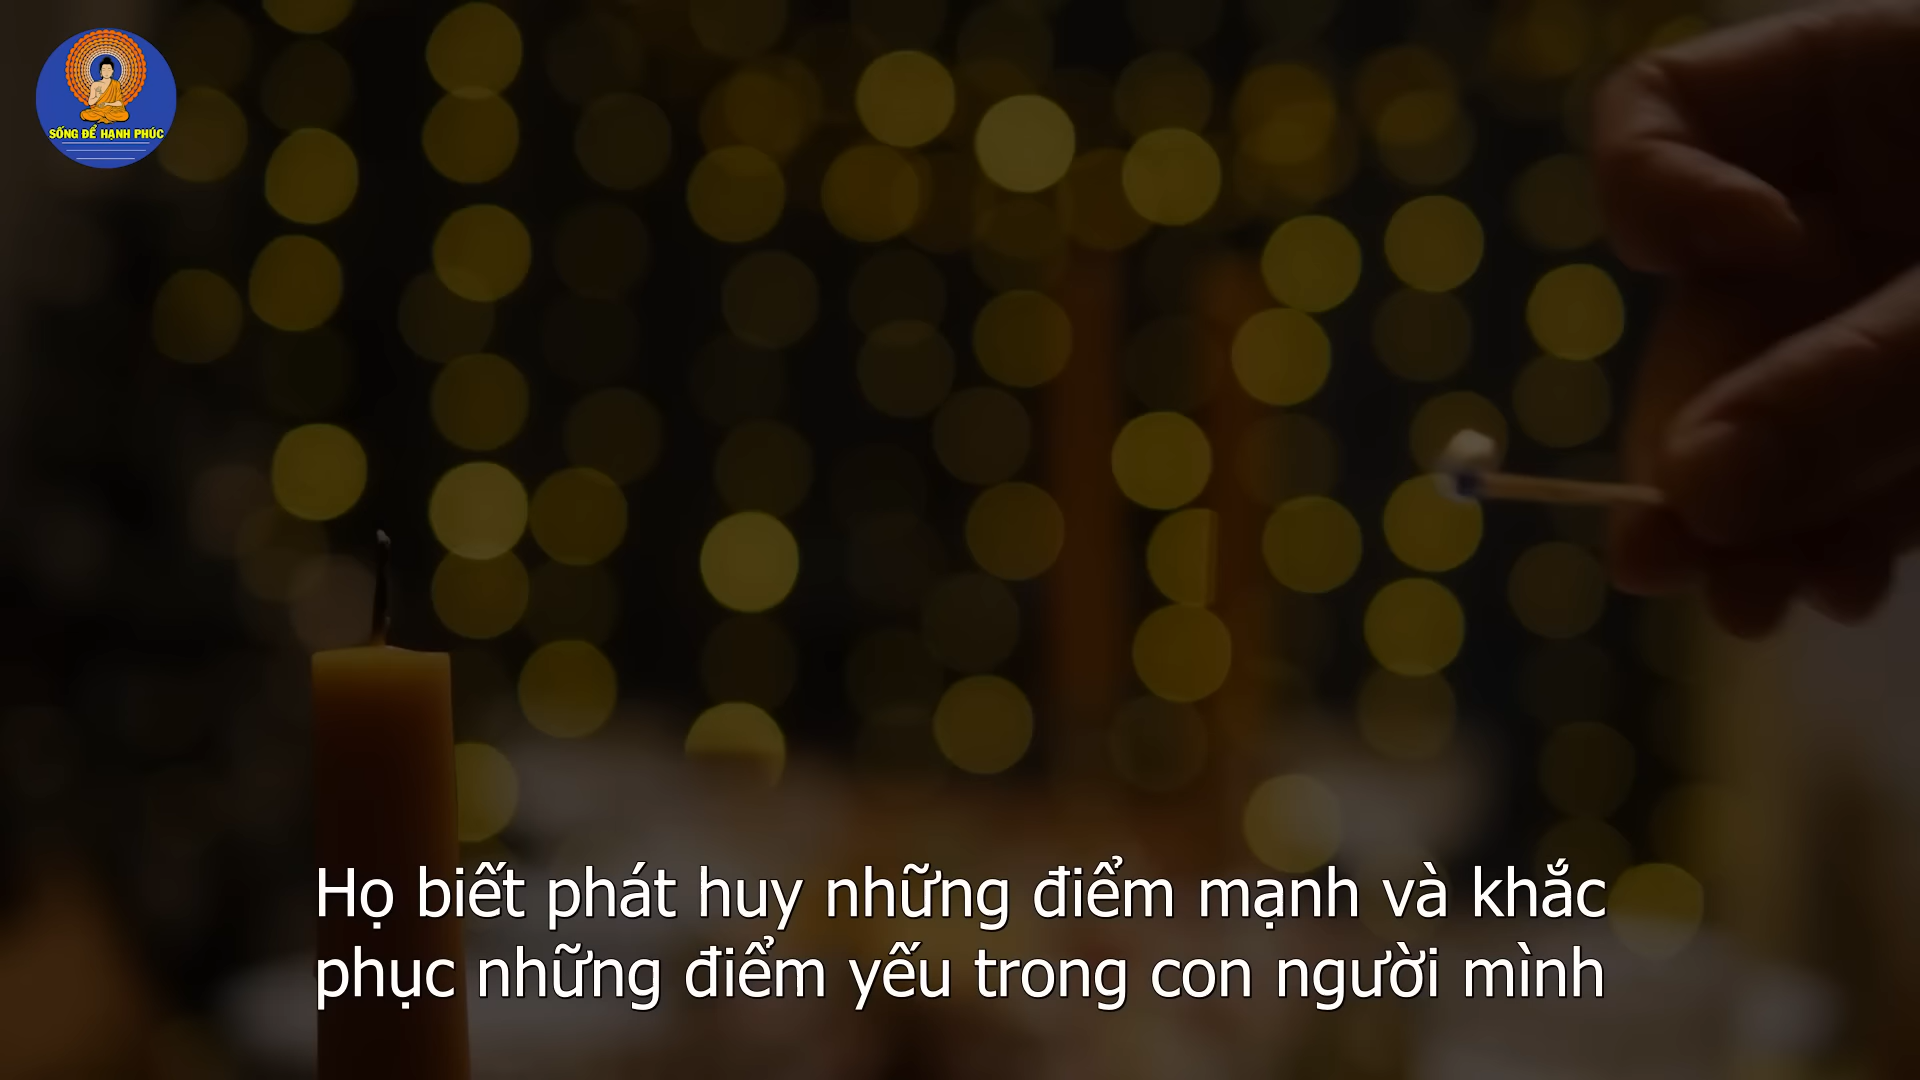 SỐNG ĐỂ HẠNH PHÚC
Họ biết phát huy những điểm mạnh và khắc
phục những điểm yếu trong con người mình